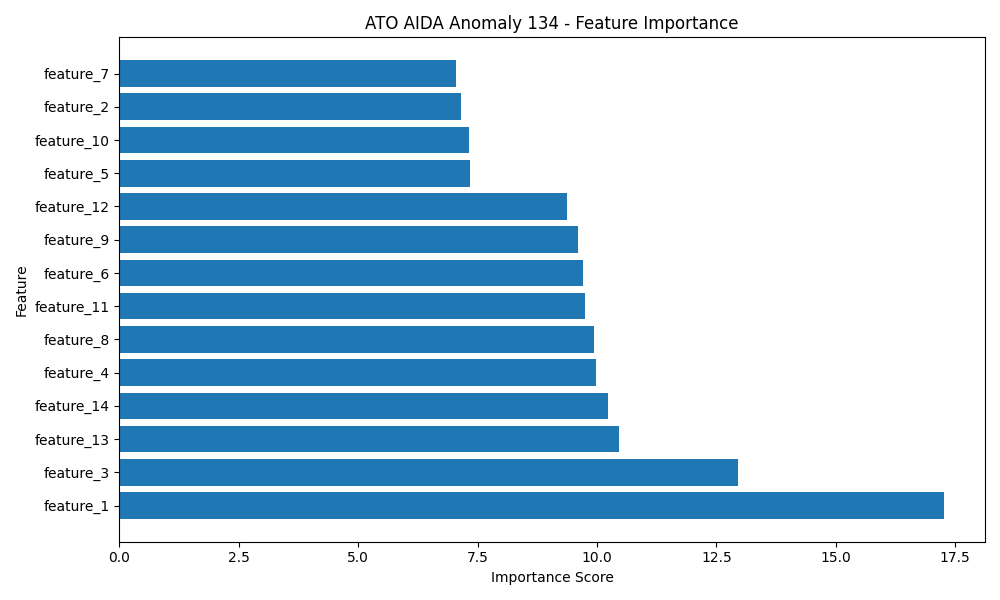 ATO AIDA Anomaly 134 - Feature Importance
feature_7
feature_2
feature_10
feature_5
feature_12
feature_9
feature_6
feature_11
feature_8
feature_4
feature_14
feature_13
feature_3
feature_1
Feature
0.0 2.5 5.0 7.5 10.0 12.5 15.0 17.5
Importance Score